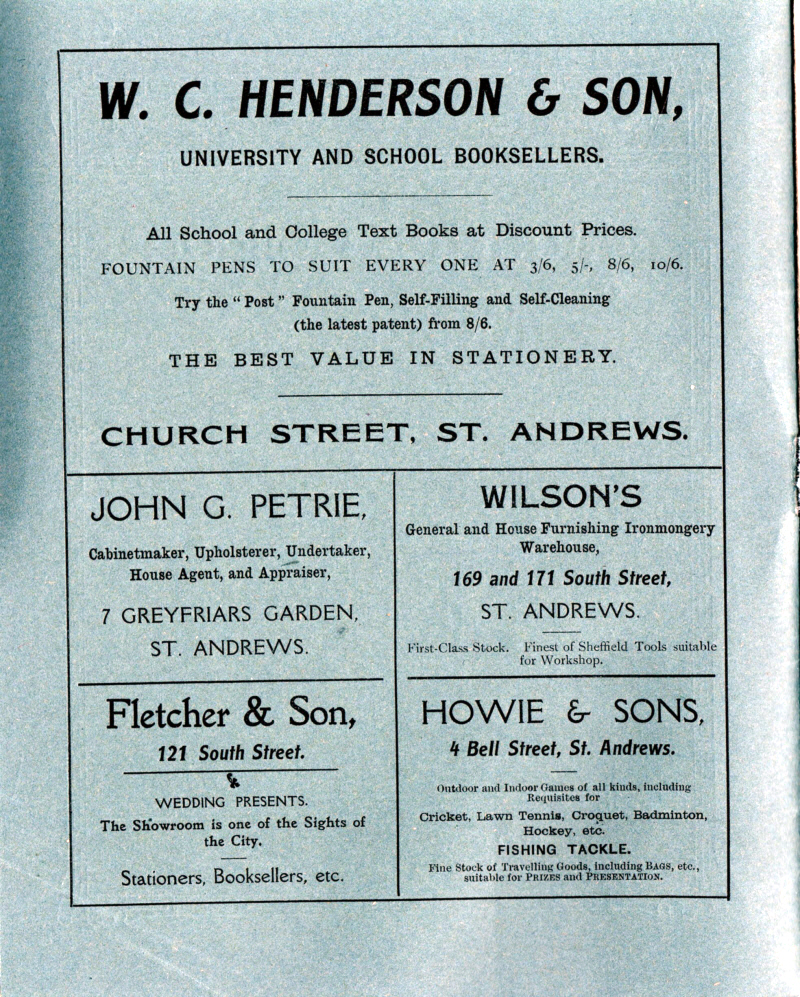 W. C. HENDERSON & SON,
UNIVERSITY AND SCHOOL BOOKSELLERS.
All School and College Text Books at Discount Prices.
FOUNTAIN PENS TO SUIT EVERY ONE AT 3/6, 5/-, 8/6, 10/6.
Try the "Post" Fountain Pen, Self-Filling and Self-Cleaning
(the latest patent) from 8/6.
THE BEST VALUE IN STATIONERY.
CHURCH STREET, ST. ANDREWS.
JOHN G. PETRIE,
Cabinetmaker, Upholsterer, Undertaker,
House Agent, and Appraiser,
7 GREYFRIARS GARDEN,
ST. ANDREWS.
WILSON'S
General and House Furnishing Ironmongery
Warehouse,
169 and 171 South Street,
ST. ANDREWS.
First-Class Stock. Finest of Sheffield Tools suitable
for Workshop.
Fletcher & Son,
121 South Street.
WEDDING PRESENTS.
The Showroom is one of the Sights of
the City.
Stationers, Booksellers, etc.
HOWIE & SONS,
4 Bell Street, St. Andrews.
Outdoor and Indoor Games of all kinds, including
Requisites for
Cricket, Lawn Tennis, Croquet, Badminton,
Hockey, etc.
FISHING TACKLE.
Fine Stock of Travelling Goods, including BAGS, etc.,
suitable for PRIZES and PRESENTATION.